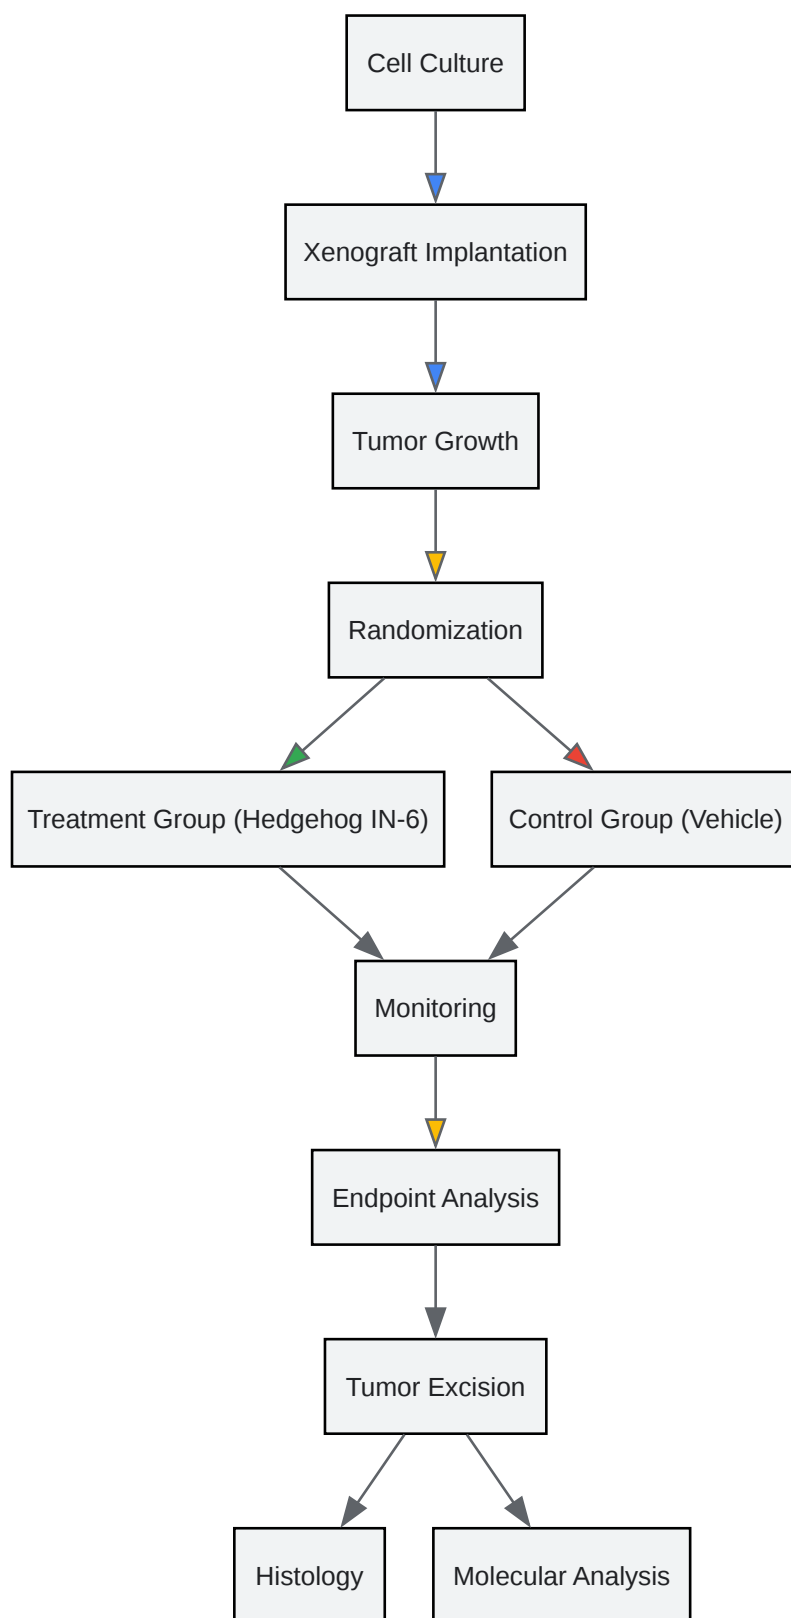 Cell Culture
Xenograft Implantation
Tumor Growth
Randomization
Treatment Group (Hedgehog IN-6)
Control Group (Vehicle)
Monitoring
Endpoint Analysis
Tumor Excision
Histology
Molecular Analysis